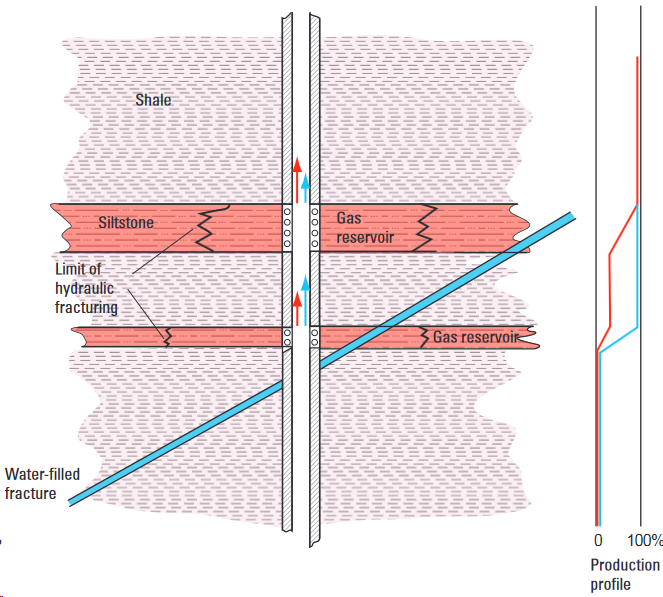 Shale
Siltstone
Gas
reservoir
Limit of
hydraulic
fracturing
Gas reservoir
Water-filled
fracture
0 100%
Production
profile